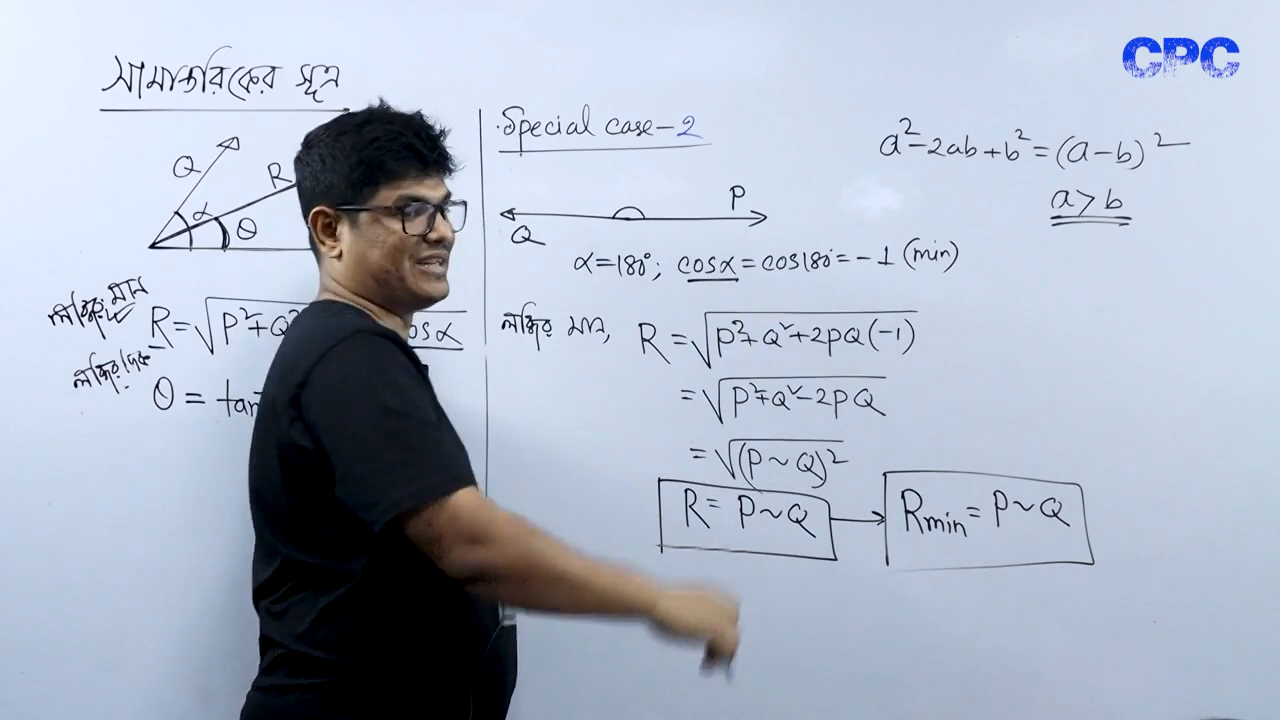 CPC
সামান্তরিকের সূত্র
Q
R
α
θ
লব্ধির মান
R=√P²+Q²
osα
লব্ধির দিক
θ = tan
Special case-2
P
Q
α=180°; cosα=cos180°=-1 (min)
লব্ধির মান, R=√P²+Q²+2PQ(-1)
=√P²+Q²-2PQ
=√(P~Q)²
R= P~Q
Rmin= P~Q
a²-2ab+b²=(a-b)²
a>b